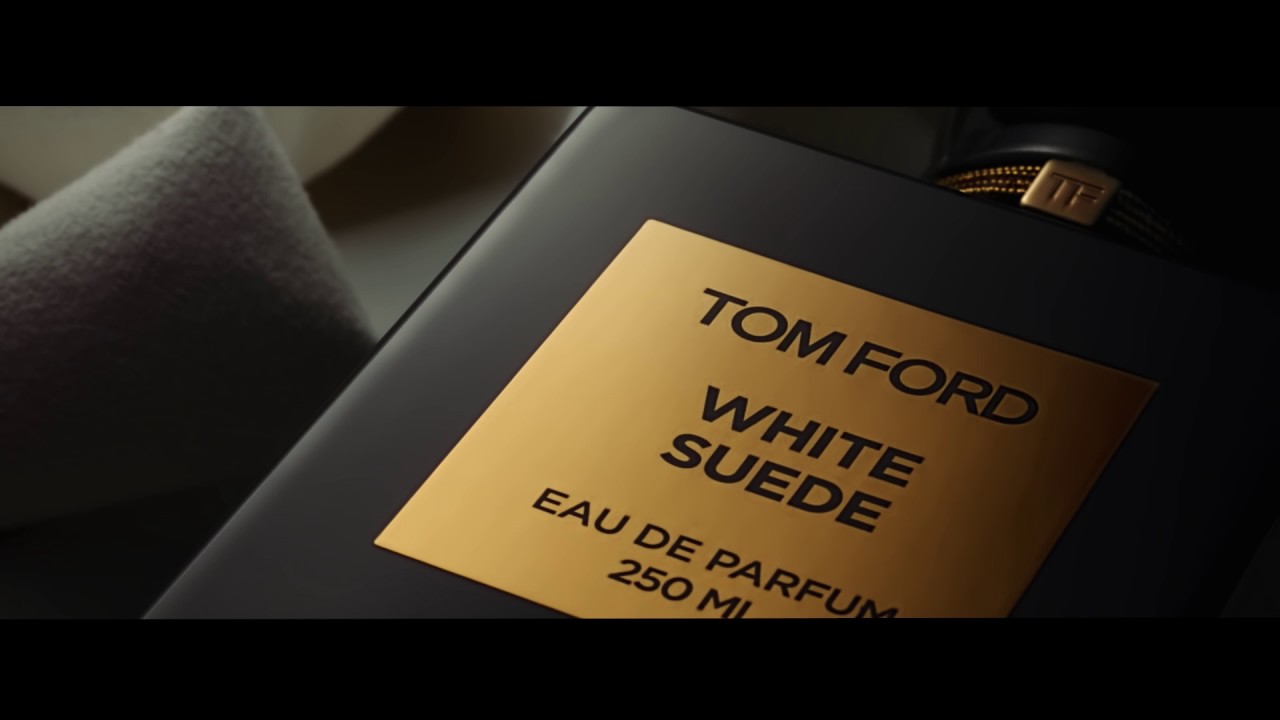 TF
TOM FORD
WHITE
SUEDE
EAU DE PARFUM
250 ML